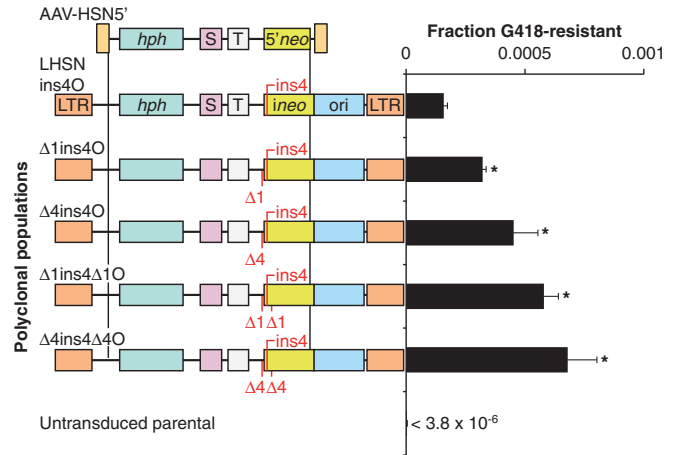 AAV-HSN5'
hph S T 5'neo
Fraction G418-resistant
0 0.0005 0.001
LHSN
ins4O
ins4
LTR hph S T ineo ori LTR
Δ1ins4O
ins4
Δ1
*
Δ4ins4O
ins4
Δ4
*
Δ1ins4Δ1O
ins4
Δ1 Δ1
*
Δ4ins4Δ4O
ins4
Δ4 Δ4
*
Untransduced parental
< 3.8 x 10⁻⁶
Polyclonal populations